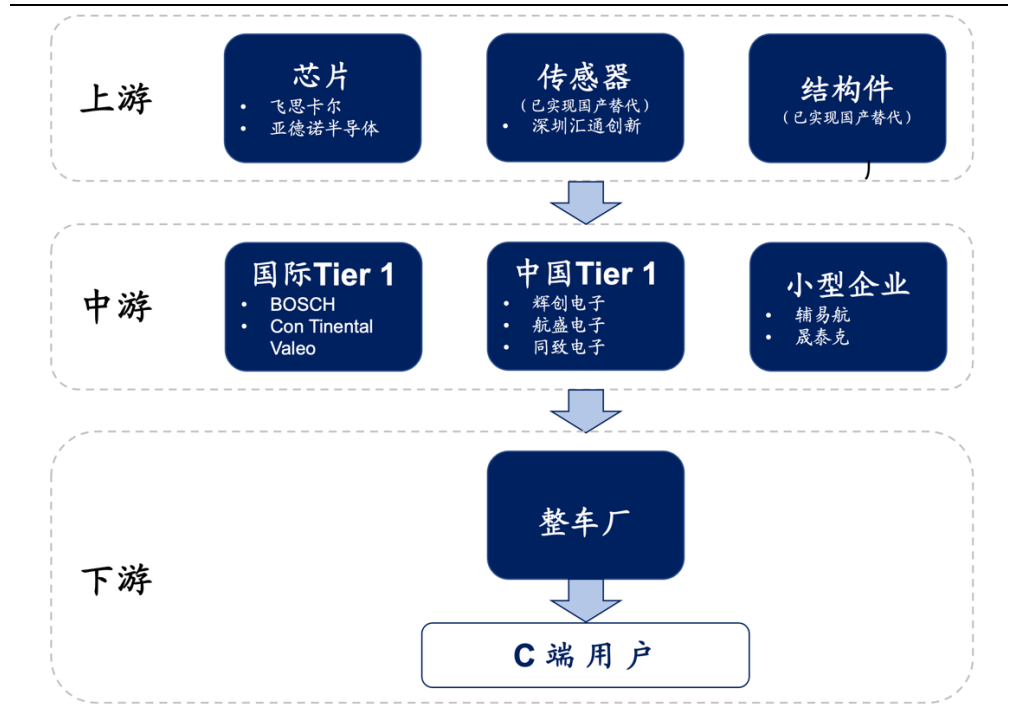 上游
芯片
• 飞思卡尔
• 亚德诺半导体
传感器
（已实现国产替代）
• 深圳汇通创新
结构件
（已实现国产替代）
）
中游
国际Tier 1
• BOSCH
• Con Tinental
Valeo
中国Tier 1
• 辉创电子
• 航盛电子
• 同致电子
小型企业
• 辅易航
• 晟泰克
下游
整车厂
C端用户